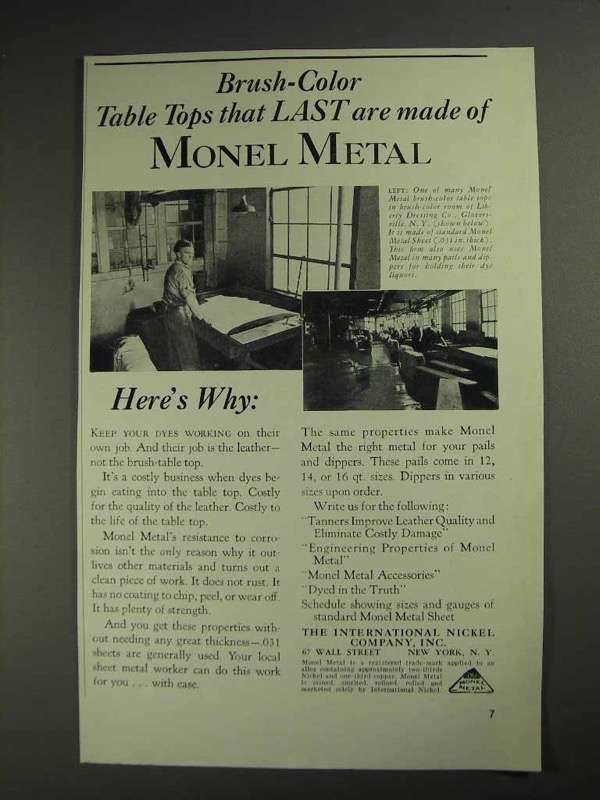 Brush-Color
Table Tops that LAST are made of
MONEL METAL
LEFT: One of many Monel
Metal brush-color table tops
in brush-color room of Lib-
erty Dressing Co., Glovers-
ville, N. Y. (shown below).
It is made of standard Monel
Metal Sheet (.031 in. thick).
This firm also uses Monel
Metal in many pails and dip-
pers for holding their dye
liquors.
Here's Why:
KEEP YOUR DYES WORKING on their
own job. And their job is the leather—
not the brush-table top.
It's a costly business when dyes be-
gin eating into the table top. Costly
for the quality of the leather. Costly to
the life of the table top.
Monel Metal's resistance to corro-
sion isn't the only reason why it out-
lives other materials and turns out a
clean piece of work. It does not rust. It
has no coating to chip, peel, or wear off.
It has plenty of strength.
And you get these properties with-
out needing any great thickness—.031
sheets are generally used. Your local
sheet metal worker can do this work
for you . . . with ease.
The same properties make Monel
Metal the right metal for your pails
and dippers. These pails come in 12,
14, or 16 qt. sizes. Dippers in various
sizes upon order.
Write us for the following:
"Tanners Improve Leather Quality and
Eliminate Costly Damage"
"Engineering Properties of Monel
Metal"
"Monel Metal Accessories"
"Dyed in the Truth"
Schedule showing sizes and gauges of
standard Monel Metal Sheet
THE INTERNATIONAL NICKEL
COMPANY, INC.
67 WALL STREET NEW YORK, N. Y.
Monel Metal is a registered trade-mark applied to an
alloy containing approximately two-thirds
Nickel and one-third copper. Monel Metal
is mined, smelted, refined, rolled and
marketed solely by International Nickel.
MONEL
METAL
7